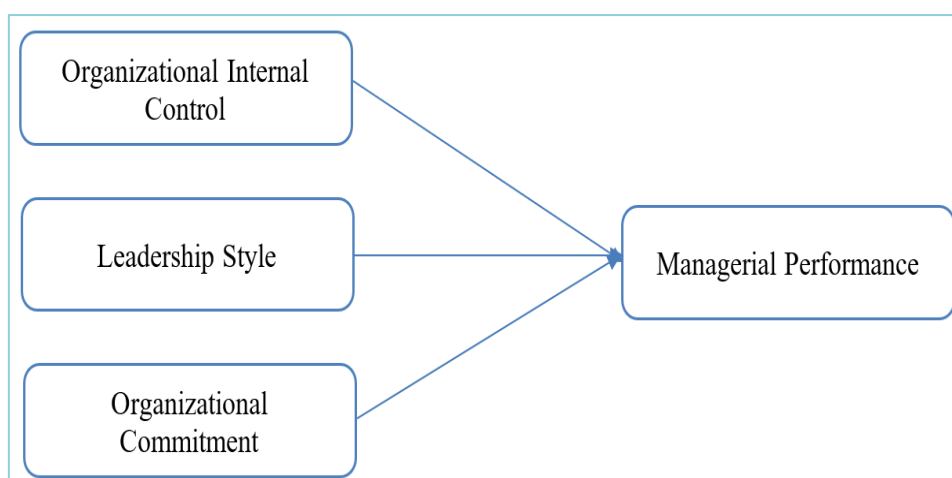 Organizational Internal
Control
Leadership Style
Managerial Performance
Organizational
Commitment